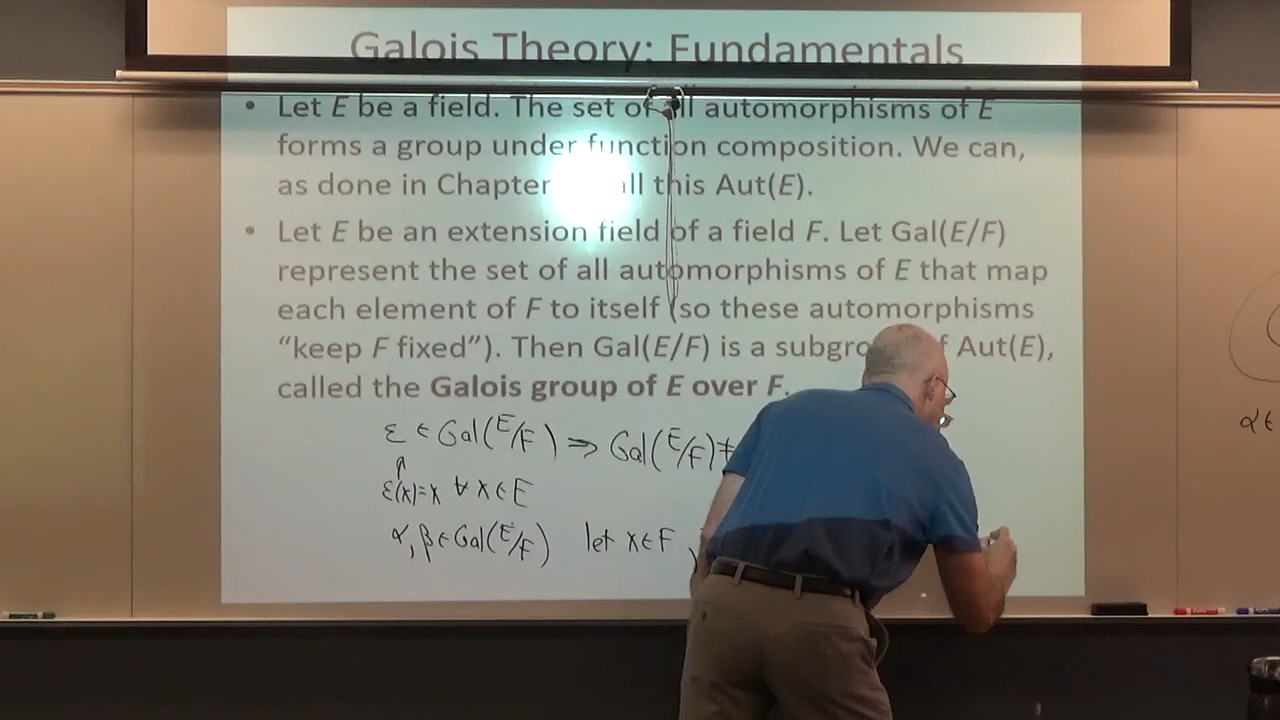 Galois Theory: Fundamentals
• Let E be a field. The set of all automorphisms of E
forms a group under function composition. We can,
as done in Chapter this Aut(E).
• Let E be an extension field of a field F. Let Gal(E/F)
represent the set of all automorphisms of E that map
each element of F to itself (so these automorphisms
“keep F fixed”). Then Gal(E/F) is a Aut(E),
called the Galois group of E over F.
ε ∈ Gal(E/F) ⇒ Gal(E/F) ≠
↑
ε(x)=x ∀ x ∈ E
α, β ∈ Gal(E/F) let x ∈ F
α ∈